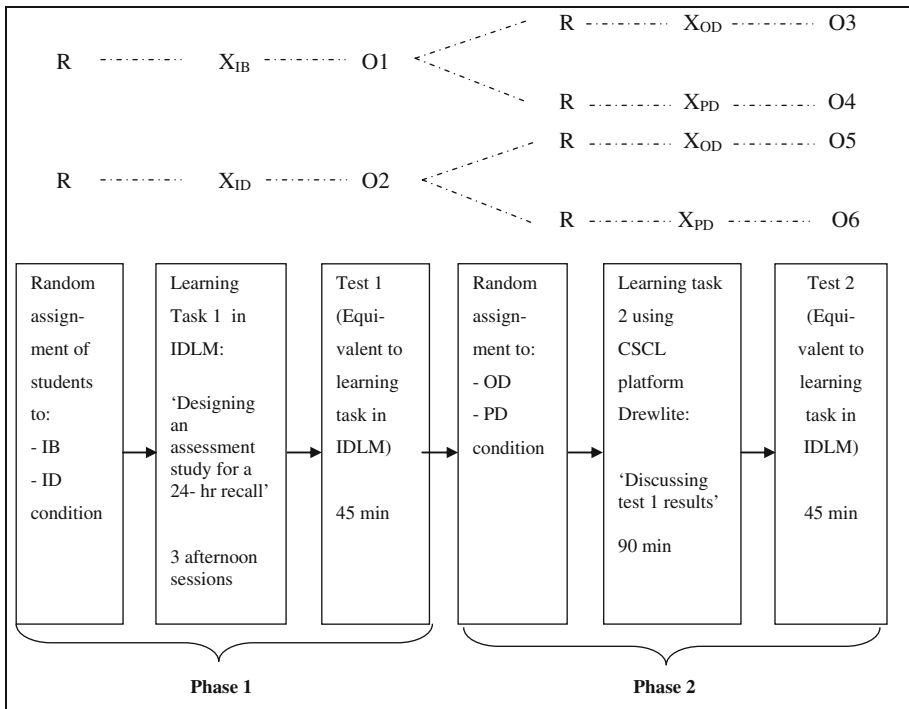 R X_OD O3
R X_IB O1
R X_PD O4
R X_OD O5
R X_ID O2
R X_PD O6
Random
assign-
ment of
students
to:
- IB
- ID
condition
Learning
Task 1 in
IDLM:
‘Designing
an
assessment
study for a
24- hr recall’
3 afternoon
sessions
Test 1
(Equi-
valent to
learning
task in
IDLM)
45 min
Random
assign-
ment to:
- OD
- PD
condition
Learning task
2 using
CSCL
platform
Drewlite:
‘Discussing
test 1 results’
90 min
Test 2
(Equi-
valent to
learning
task in
IDLM)
45 min
Phase 1
Phase 2